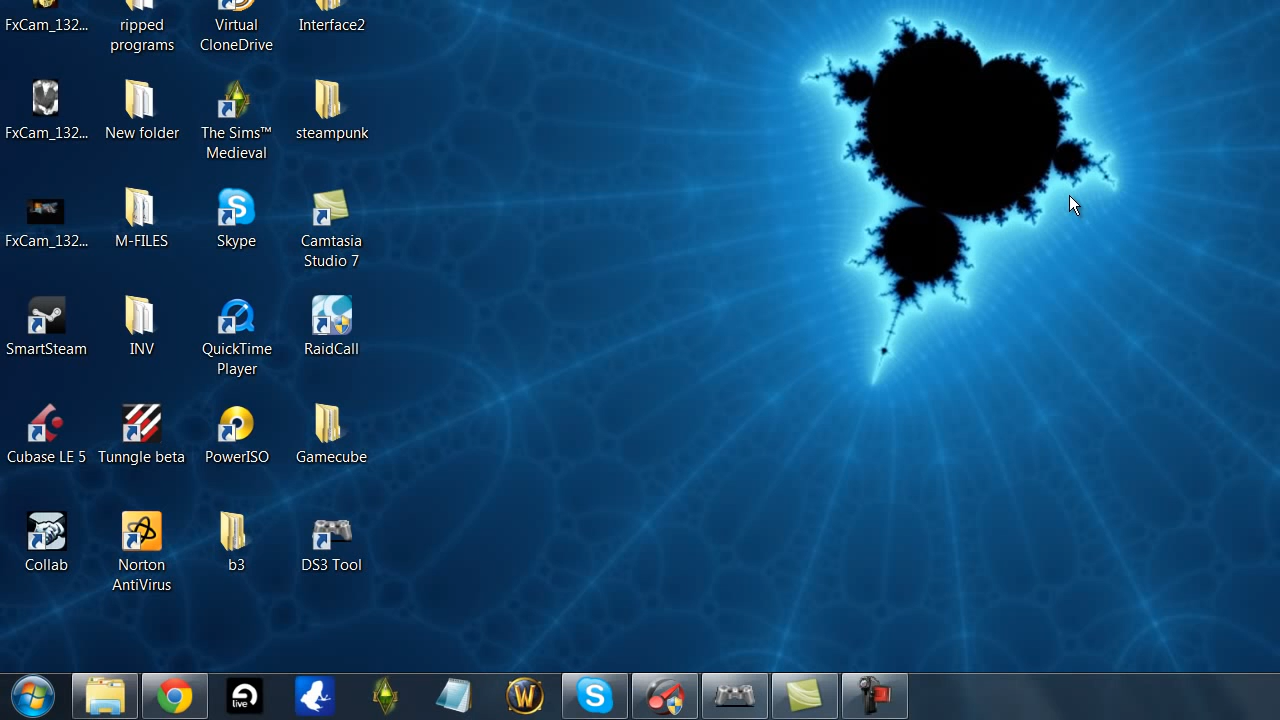 FxCam_132...
ripped
programs
Virtual
CloneDrive
Interface2
FxCam_132...
New folder
The Sims™
Medieval
steampunk
FxCam_132...
M-FILES
Skype
Camtasia
Studio 7
SmartSteam
INV
QuickTime
Player
RaidCall
Cubase LE 5
Tunngle beta
PowerISO
Gamecube
Collab
Norton
AntiVirus
b3
DS3 Tool
live